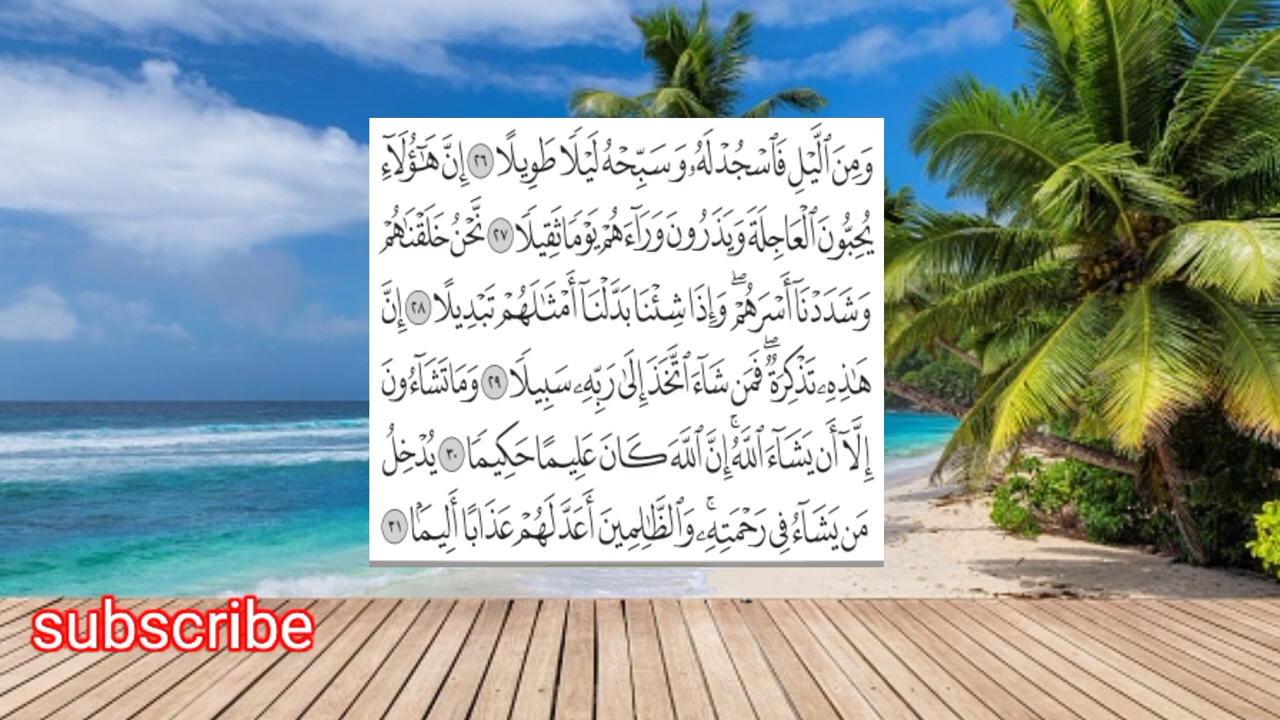 وَمِنَ ٱلَّيْلِ فَٱسْجُدْ لَهُۥ وَسَبِّحْهُ لَيْلًا طَوِيلًا ٢٦ إِنَّ هَٰٓؤُلَآءِ
يُحِبُّونَ ٱلْعَاجِلَةَ وَيَذَرُونَ وَرَآءَهُمْ يَوْمًا ثَقِيلًا ٢٧ نَّحْنُ خَلَقْنَٰهُمْ
وَشَدَدْنَآ أَسْرَهُمْ ۖ وَإِذَا شِئْنَا بَدَّلْنَآ أَمْثَٰلَهُمْ تَبْدِيلًا ٢٨ إِنَّ
هَٰذِهِۦ تَذْكِرَةٌ ۖ فَمَن شَآءَ ٱتَّخَذَ إِلَىٰ رَبِّهِۦ سَبِيلًا ٢٩ وَمَا تَشَآءُونَ
إِلَّآ أَن يَشَآءَ ٱللَّهُ ۚ إِنَّ ٱللَّهَ كَانَ عَلِيمًا حَكِيمًا ٣٠ يُدْخِلُ
مَن يَشَآءُ فِى رَحْمَتِهِۦ ۚ وَٱلظَّٰلِمِينَ أَعَدَّ لَهُمْ عَذَابًا أَلِيمًۢا ٣١
subscribe